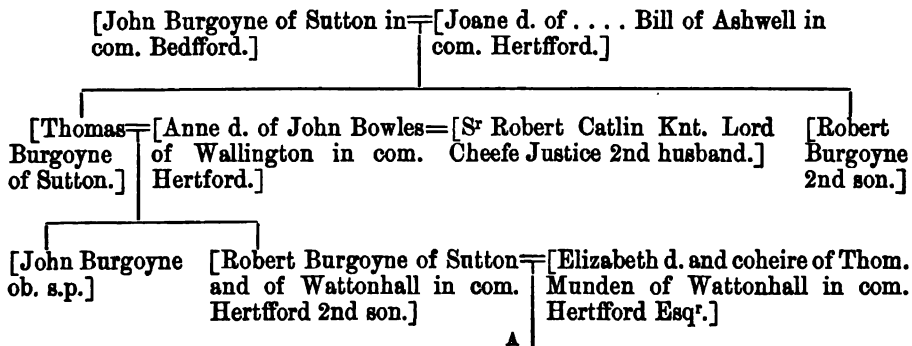 [John Burgoyne of Sutton in
com. Bedfford.]
[Joane d. of . . . . Bill of Ashwell in
com. Hertfford.]
[Thomas
Burgoyne
of Sutton.]
[Anne d. of John Bowles
of Wallington in com.
Hertford.]
[Sʳ Robert Catlin Knt. Lord
Cheefe Justice 2nd husband.]
[Robert
Burgoyne
2nd son.]
[John Burgoyne
ob. s.p.]
[Robert Burgoyne of Sutton
and of Wattonhall in com.
Hertfford 2nd son.]
[Elizabeth d. and coheire of Thom.
Munden of Wattonhall in com.
Hertfford Esqʳ.]
A